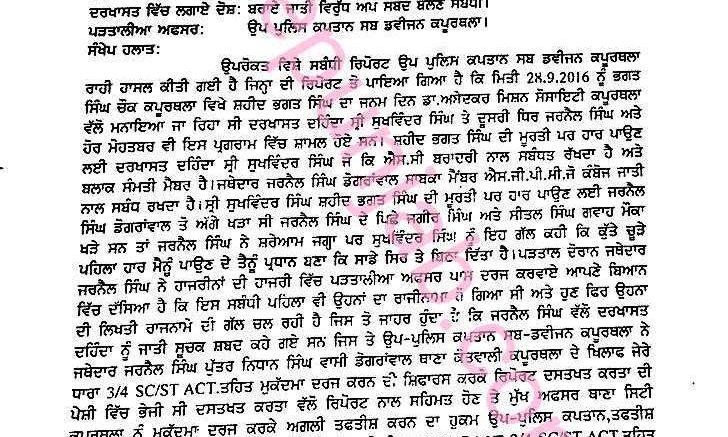 ਦਰਖਾਸਤ ਵਿੱਚ ਲਗਾਏ ਦੋਸ਼: ਬਰਾਏ ਜਾਤੀ ਵਿਰੁੱਧ ਅਪ ਸਬਦ ਬੋਲਣ ਸਬੰਧੀ।
ਪੜਤਾਲੀਆ ਅਫਸਰ: ਉਪ ਪੁਲਿਸ ਕਪਤਾਨ ਸਬ ਡਵੀਜਨ ਕਪੂਰਥਲਾ।
ਸੰਖੇਪ ਹਲਾਤ:
ਉਪਰੋਕਤ ਵਿਸ਼ੇ ਸਬੰਧੀ ਰਿਪੋਰਟ ਉਪ ਪੁਲਿਸ ਕਪਤਾਨ ਸਬ ਡਵੀਜਨ ਕਪੂਰਥਲਾ
ਰਾਹੀ ਹਾਸਲ ਕੀਤੀ ਗਈ ਹੈ ਜਿਨ੍ਹਾ ਦੀ ਰਿਪੋਰਟ ਤੋ ਪਾਇਆ ਗਿਆ ਹੈ ਕਿ ਮਿਤੀ 28.9.2016 ਨੂੰ ਭਗਤ
ਸਿੰਘ ਚੌਕ ਕਪੂਰਥਲਾ ਵਿਖੇ ਸ਼ਹੀਦ ਭਗਤ ਸਿੰਘ ਦਾ ਜਨਮ ਦਿਨ ਡਾ.ਅਬੇਦਕਰ ਮਿਸ਼ਨ ਸੋਸਾਇਟੀ ਕਪੂਰਥਲਾ
ਵੱਲੋ ਮਨਾਇਆ ਜਾ ਰਿਹਾ ਸੀ ਦਰਖਾਸਤ ਦਹਿੰਦਾ ਸ੍ਰੀ ਸੁਖਵਿੰਦਰ ਸਿੰਘ ਤੇ ਦੂਸਰੀ ਧਿਰ ਜਰਨੈਲ ਸਿੰਘ ਅਤੇ
ਹੋਰ ਮੋਹਤਬਰ ਵੀ ਇਸ ਪ੍ਰਗਰਾਮ ਵਿੱਚ ਸ਼ਾਮਲ ਹੋਏ ਸਨ। ਸ਼ਹੀਦ ਭਗਤ ਸਿੰਘ ਦੀ ਮੂਰਤੀ ਪਰ ਹਾਰ ਪਾਉਣ
ਲਈ ਦਰਖਾਸਤ ਦਹਿੰਦਾ ਸ੍ਰੀ ਸੁਖਵਿੰਦਰ ਸਿੰਘ ਜੋ ਕਿ ਐਸ.ਸੀ ਬਰਾਦਰੀ ਨਾਲ ਸਬੰਧਤ ਰੱਖਦਾ ਹੈ ਅਤੇ
ਬਲਾਕ ਸੰਮਤੀ ਮੈਬਰ ਹੈ।ਜਥੇਦਾਰ ਜਰਨੈਲ ਸਿੰਘ ਡੋਗਰਾਂਵਾਲ ਸਾਬਕਾ ਮੈਂਬਰ ਐਸ.ਜੀ.ਪੀ.ਸੀ.ਜੋ ਕੰਬੋਜ ਜਾਤੀ
ਨਾਲ ਸਬੰਧ ਰਖਦਾ ਹੈ।ਸ੍ਰੀ ਸੁਖਵਿੰਦਰ ਸਿੰਘ ਸ਼ਹੀਦ ਭਗਤ ਸਿੰਘ ਦੀ ਮੂਰਤੀ ਪਰ ਹਾਰ ਪਾਉਣ ਲਈ ਜਰਨੈਲ
ਸਿੰਘ ਡੋਗਰਾਂਵਾਲ ਤੋ ਅੱਗੇ ਖੜਾ ਸੀ ਜਰਨੈਲ ਸਿੰਘ ਦੇ ਪਿਛੇ ਜਗੀਰ ਸਿੰਘ ਅਤੇ ਸੀਤਲ ਸਿੰਘ ਗਵਾਹ ਮੌਕਾ
ਖੜੇ ਸਨ ਤਾਂ ਜਰਨੈਲ ਸਿੰਘ ਨੇ ਸ਼ਰੇਆਮ ਜਗ੍ਹਾ ਪਰ ਸੁਖਵਿੰਦਰ ਸਿੰਘ ਨੂੰ ਇਹ ਗੱਲ ਕਹੀ ਕਿ ਕੁੱਤੇ ਚੂੜੇ
ਪਹਿਲਾ ਹਾਰ ਮੈਨੂੰ ਪਾਉਣ ਦੇ ਤੈਨੂੰ ਪ੍ਰਧਾਨ ਬਣਾ ਕਿ ਸਾਡੇ ਸਿਰ ਤੇ ਬਿਠਾ ਦਿੱਤਾ ਹੈ।ਪੜਤਾਲ ਦੌਰਾਨ ਜਥੇਦਾਰ
ਜਰਨੈਲ ਸਿੰਘ ਨੇ ਹਾਜਰੀਨਾਂ ਦੀ ਹਾਜਰੀ ਵਿੱਚ ਪੜਤਾਲੀਆ ਅਫਸਰ ਪਾਸ ਦਰਜ ਕਰਵਾਏ ਆਪਣੇ ਬਿਆਨ
ਵਿੱਚ ਦੱਸਿਆ ਹੈ ਕਿ ਇਸ ਸਬੰਧੀ ਪਹਿਲਾ ਵੀ ਉਹਨਾਂ ਦਾ ਰਾਜੀਨਾਮਾ ਹੋ ਗਿਆ ਸੀ ਅਤੇ ਹੁਣ ਫਿਰ ਉਹਨਾ
ਦੀ ਲਿਖਤੀ ਰਾਜਨਾਮੇ ਦੀ ਗੱਲ ਚਲ ਰਹੀ ਹੈ ਜਿਸ ਤੋ ਜਾਹਰ ਹੁੰਦਾ ਹੈ ਕਿ ਜਰਨੈਲ ਸਿੰਘ ਵੱਲੋਂ ਦਰਖਾਸਤ
ਦਹਿੰਦਾ ਨੂੰ ਜਾਤੀ ਸੂਚਕ ਸ਼ਬਦ ਕਹੇ ਗਏ ਸਨ ਜਿਸ ਤੇ ਉਪ-ਪੁਲਿਸ ਕਪਤਾਨ ਸਬ-ਡਵੀਜਨ ਕਪੂਰਥਲਾ ਨੇ
ਜਥੇਦਾਰ ਜਰਨੈਲ ਸਿੰਘ ਪੁੱਤਰ ਨਿਧਾਨ ਸਿੰਘ ਵਾਸੀ ਡੋਗਰਾਂਵਾਲ ਥਾਣਾ ਕੋਤਵਾਲੀ ਕਪੂਰਥਲਾ ਦੇ ਖਿਲਾਫ ਜੇਰੇ
ਧਾਰਾ 3/4 SC/ST ACT.ਤਹਿਤ ਮੁਕੱਦਮਾ ਦਰਜ ਕਰਨ ਦੀ ਸ਼ਿਫਾਰਸ ਕਰਕੇ ਰਿਪੋਰਟ ਦਸਤਖਤ ਕਰਤਾ ਦੀ
ਪੇਸ਼ੀ ਵਿੱਚ ਭੇਜੀ ਸੀ ਦਸਤਖਤ ਕਰਤਾ ਵੱਲੋ ਰਿਪੋਰਟ ਨਾਲ ਸਹਿਮਤ ਹੋਣ ਤੇ ਮੁੱਖ ਅਫਸਰ ਥਾਣਾ ਸਿਟੀ
ਕਪੂਰਥਲਾ ਨੂੰ ਮੁਕੱਦਮਾ ਦਰਜ ਕਰਕੇ ਅਗਲੀ ਤਫਤੀਸ਼ ਕਰਨ ਦਾ ਹੁਕਮ ਉਪ-ਪੁਲਿਸ ਕਪਤਾਨ,ਤਫਤੀਸ਼
SC/ST ACT ਤਹਿਤ
epunjab.co